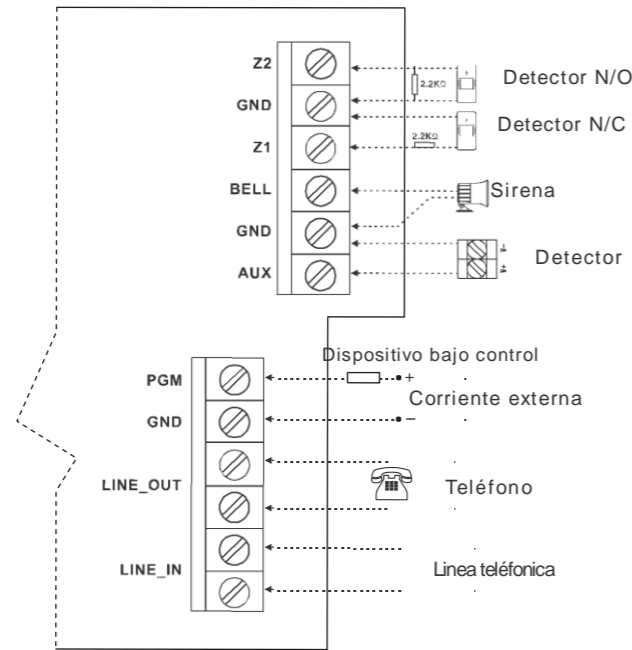 Z2
2.2KΩ
Detector N/O
GND
Detector N/C
2.2KΩ
Z1
BELL
Sirena
GND
Detector
AUX
Dispositivo bajo control
PGM
+
Corriente externa
GND
−
LINE_OUT
Teléfono
LINE_IN
Linea teléfonica